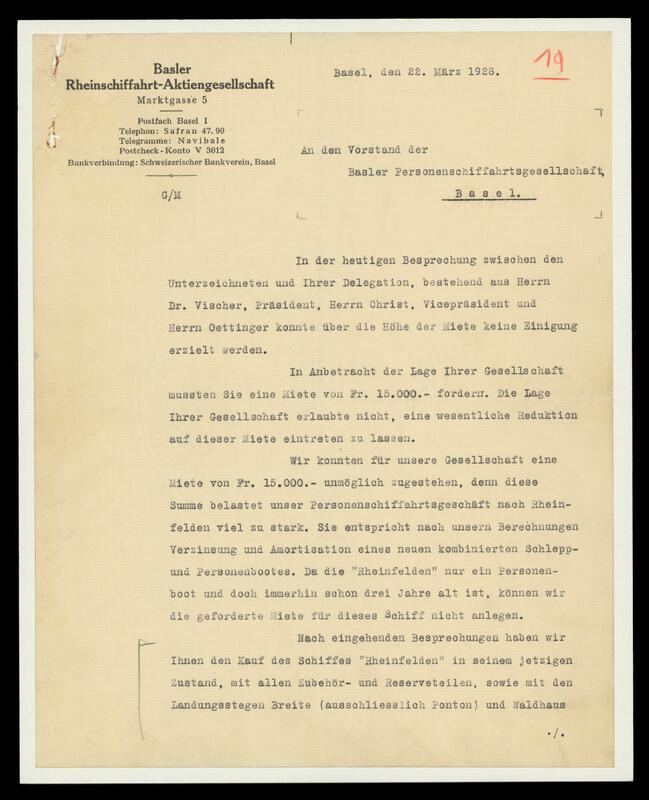 Basler
Rheinschiffahrt-Aktiengesellschaft
Marktgasse 5
Postfach Basel I
Telephon: Safran 47.90
Telegramme: Navibale
Postcheck-Konto V 3012
Bankverbindung: Schweizerischer Bankverein, Basel
G/M
Basel, den 22. März 1928.
19
An den Vorstand der
Basler Personenschiffahrtsgesellschaft,
B a s e l.
In der heutigen Besprechung zwischen den
Unterzeichneten und Ihrer Delegation, bestehend aus Herrn
Dr. Vischer, Präsident, Herrn Christ, Vicepräsident und
Herrn Oettinger konnte über die Höhe der Miete keine Einigung
erzielt werden.
In Anbetracht der Lage Ihrer Gesellschaft
mussten Sie eine Miete von Fr. 15.000.- fordern. Die Lage
Ihrer Gesellschaft erlaubte nicht, eine wesentliche Reduktion
auf dieser Miete eintreten zu lassen.
Wir konnten für unsere Gesellschaft eine
Miete von Fr. 15.000.- unmöglich zugestehen, denn diese
Summe belastet unser Personenschiffahrtsgeschäft nach Rhein-
felden viel zu stark. Sie entspricht nach unsern Berechnungen
Verzinsung und Amortisation eines neuen kombinierten Schlepp-
und Personenbootes. Da die "Rheinfelden" nur ein Personen-
boot und doch immerhin schon drei Jahre alt ist, können wir
die geforderte Miete für dieses Schiff nicht anlegen.
Nach eingehenden Besprechungen haben wir
Ihnen den Kauf des Schiffes "Rheinfelden" in seinem jetzigen
Zustand, mit allen Zubehör- und Reserveteilen, sowie mit den
Landungsstegen Breite (ausschliesslich Ponton) und Waldhaus
./.